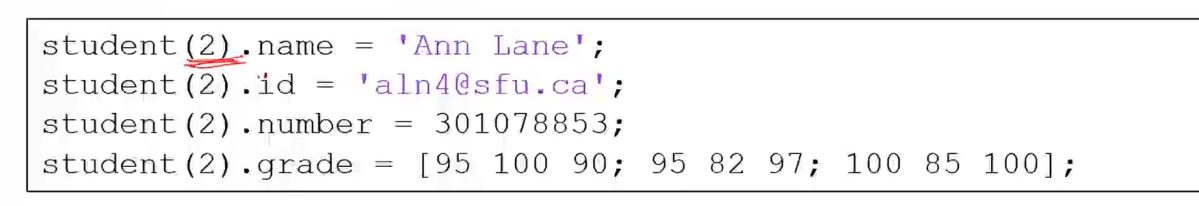 student(2).name = 'Ann Lane';
student(2).id = 'aln4@sfu.ca';
student(2).number = 301078853;
student(2).grade = [95 100 90; 95 82 97; 100 85 100];